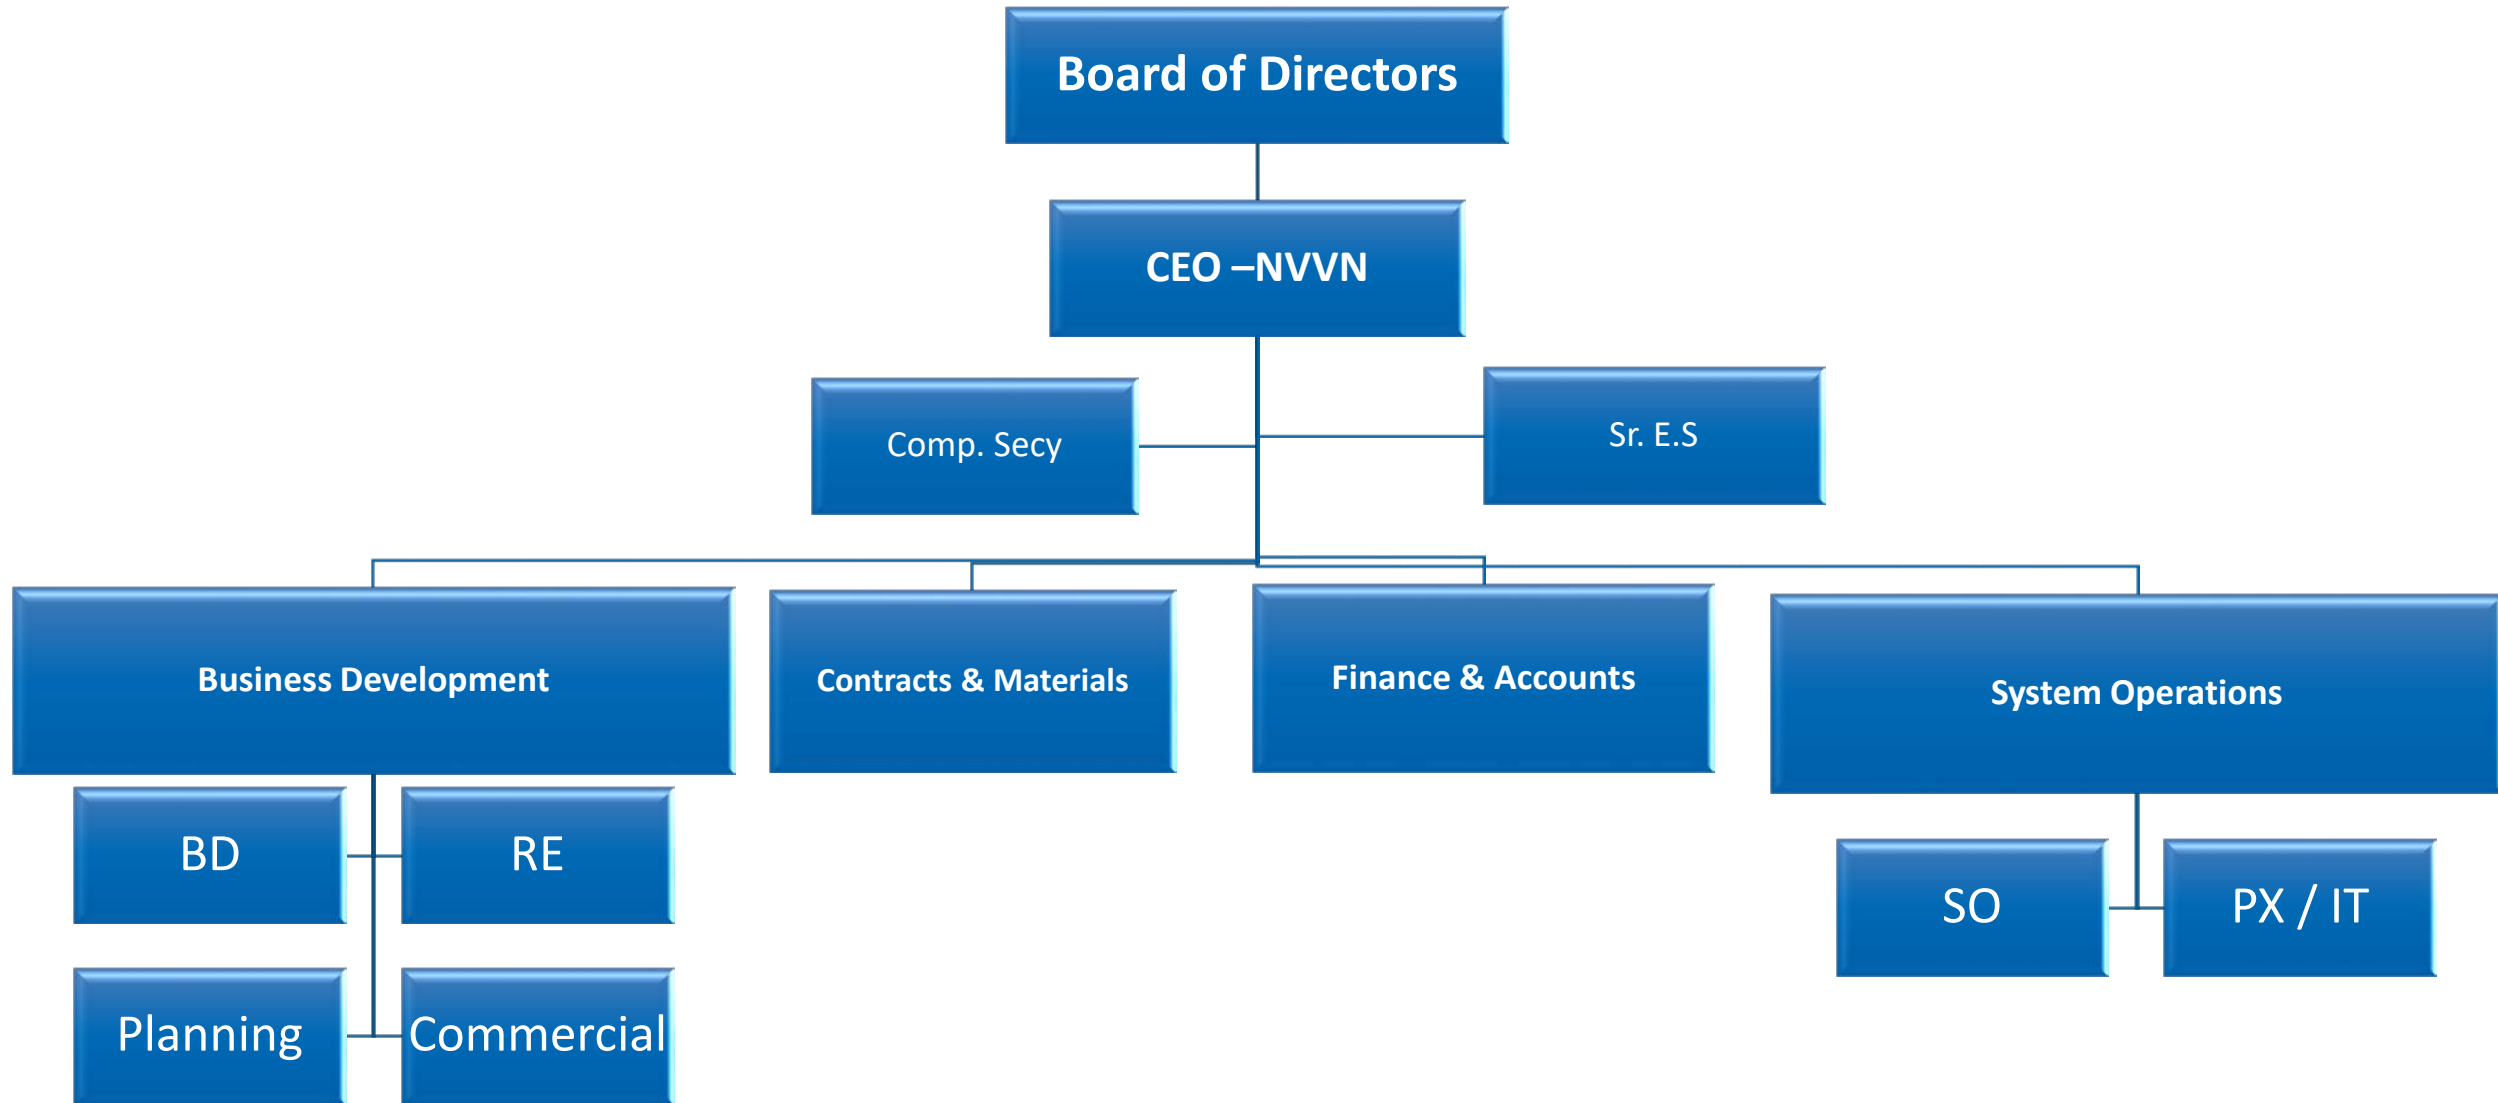 Board of Directors
CEO –NVVN
Comp. Secy
Sr. E.S
Business Development
Contracts & Materials
Finance & Accounts
System Operations
BD
RE
SO
PX / IT
Planning
Commercial